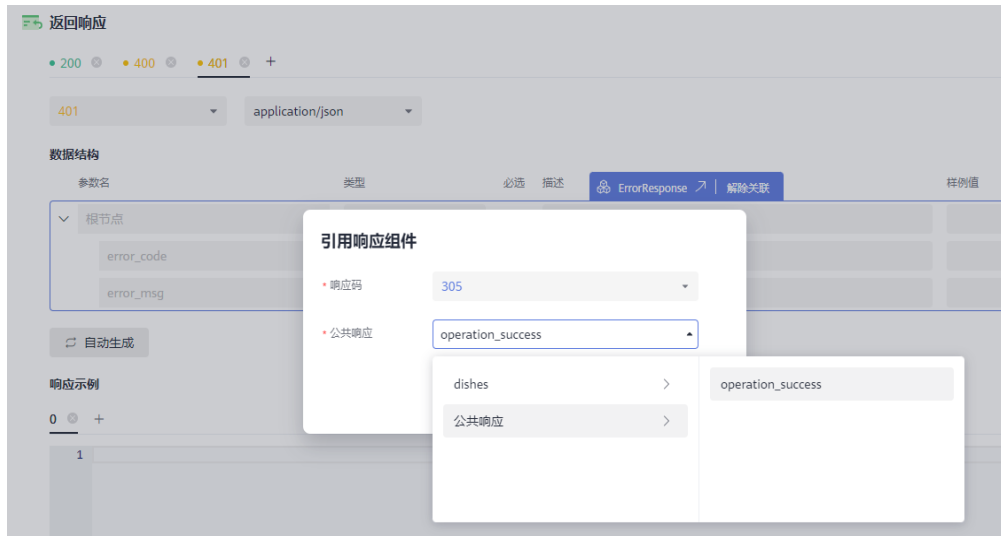 返回响应
200 400 401 +
401 application/json
数据结构
参数名 类型 必选 描述 ErrorResponse 解除关联 样例值
根节点
引用响应组件
error_code
* 响应码 305
error_msg
* 公共响应 operation_success
自动生成
响应示例
dishes operation_success
0 +
公共响应
1